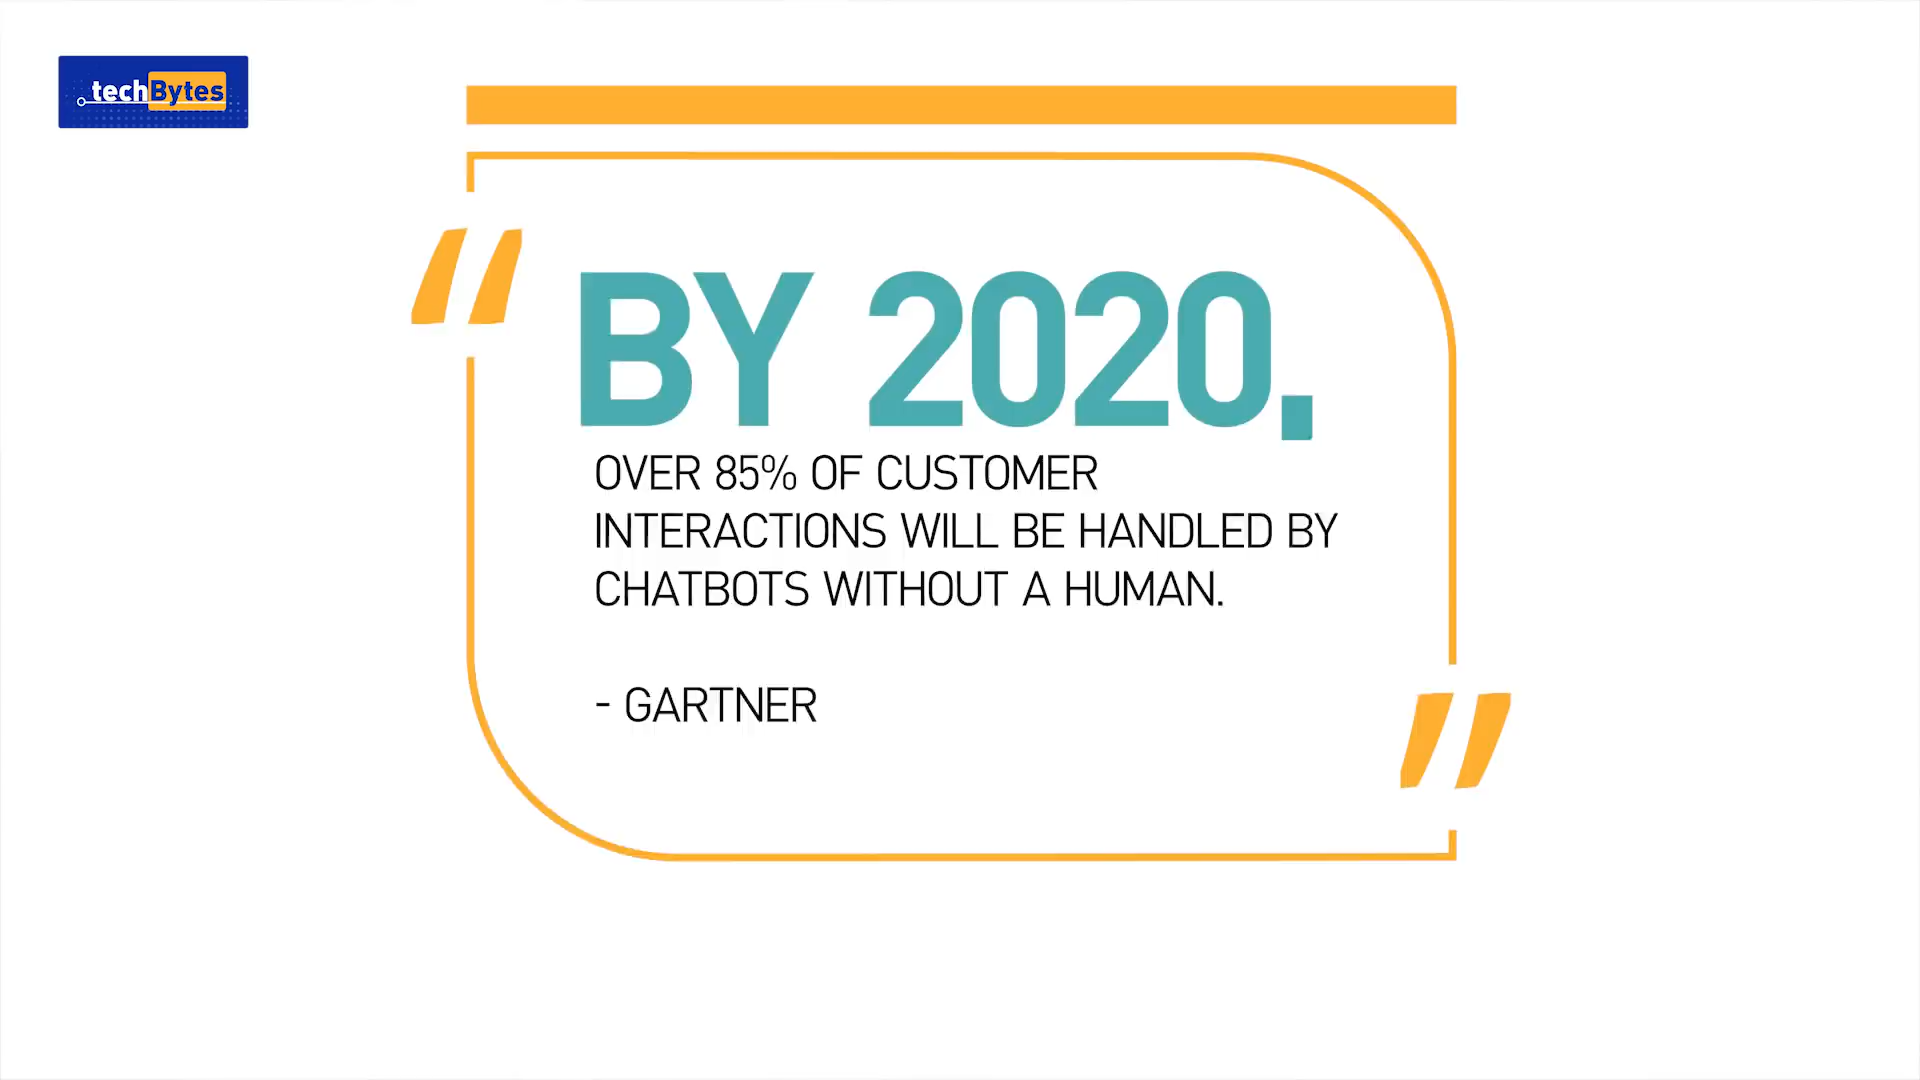 techBytes
“
BY 2020,
OVER 85% OF CUSTOMER
INTERACTIONS WILL BE HANDLED BY
CHATBOTS WITHOUT A HUMAN.
- GARTNER
”